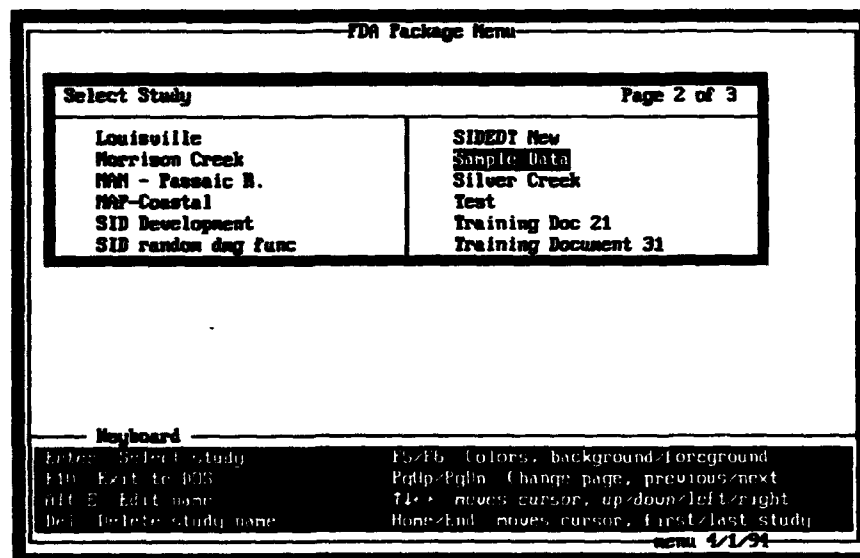 FDA Package Menu
Select Study Page 2 of 3
Louisville SIDEDT New
Morrison Creek Sample Data
MAN - Passaic R. Silver Creek
MAP-Coastal Test
SID Development Training Doc 21
SID random dmg func Training Document 31
Keyboard
Enter Select study F5/F6 Colors, background/foreground
F10 Exit to DOS PgUp/PgDn Change page, previous/next
Alt E Edit name ↑↓←→ moves cursor, up/down/left/right
Del Delete study name Home/End moves cursor, first/last study
menu 4/1/94